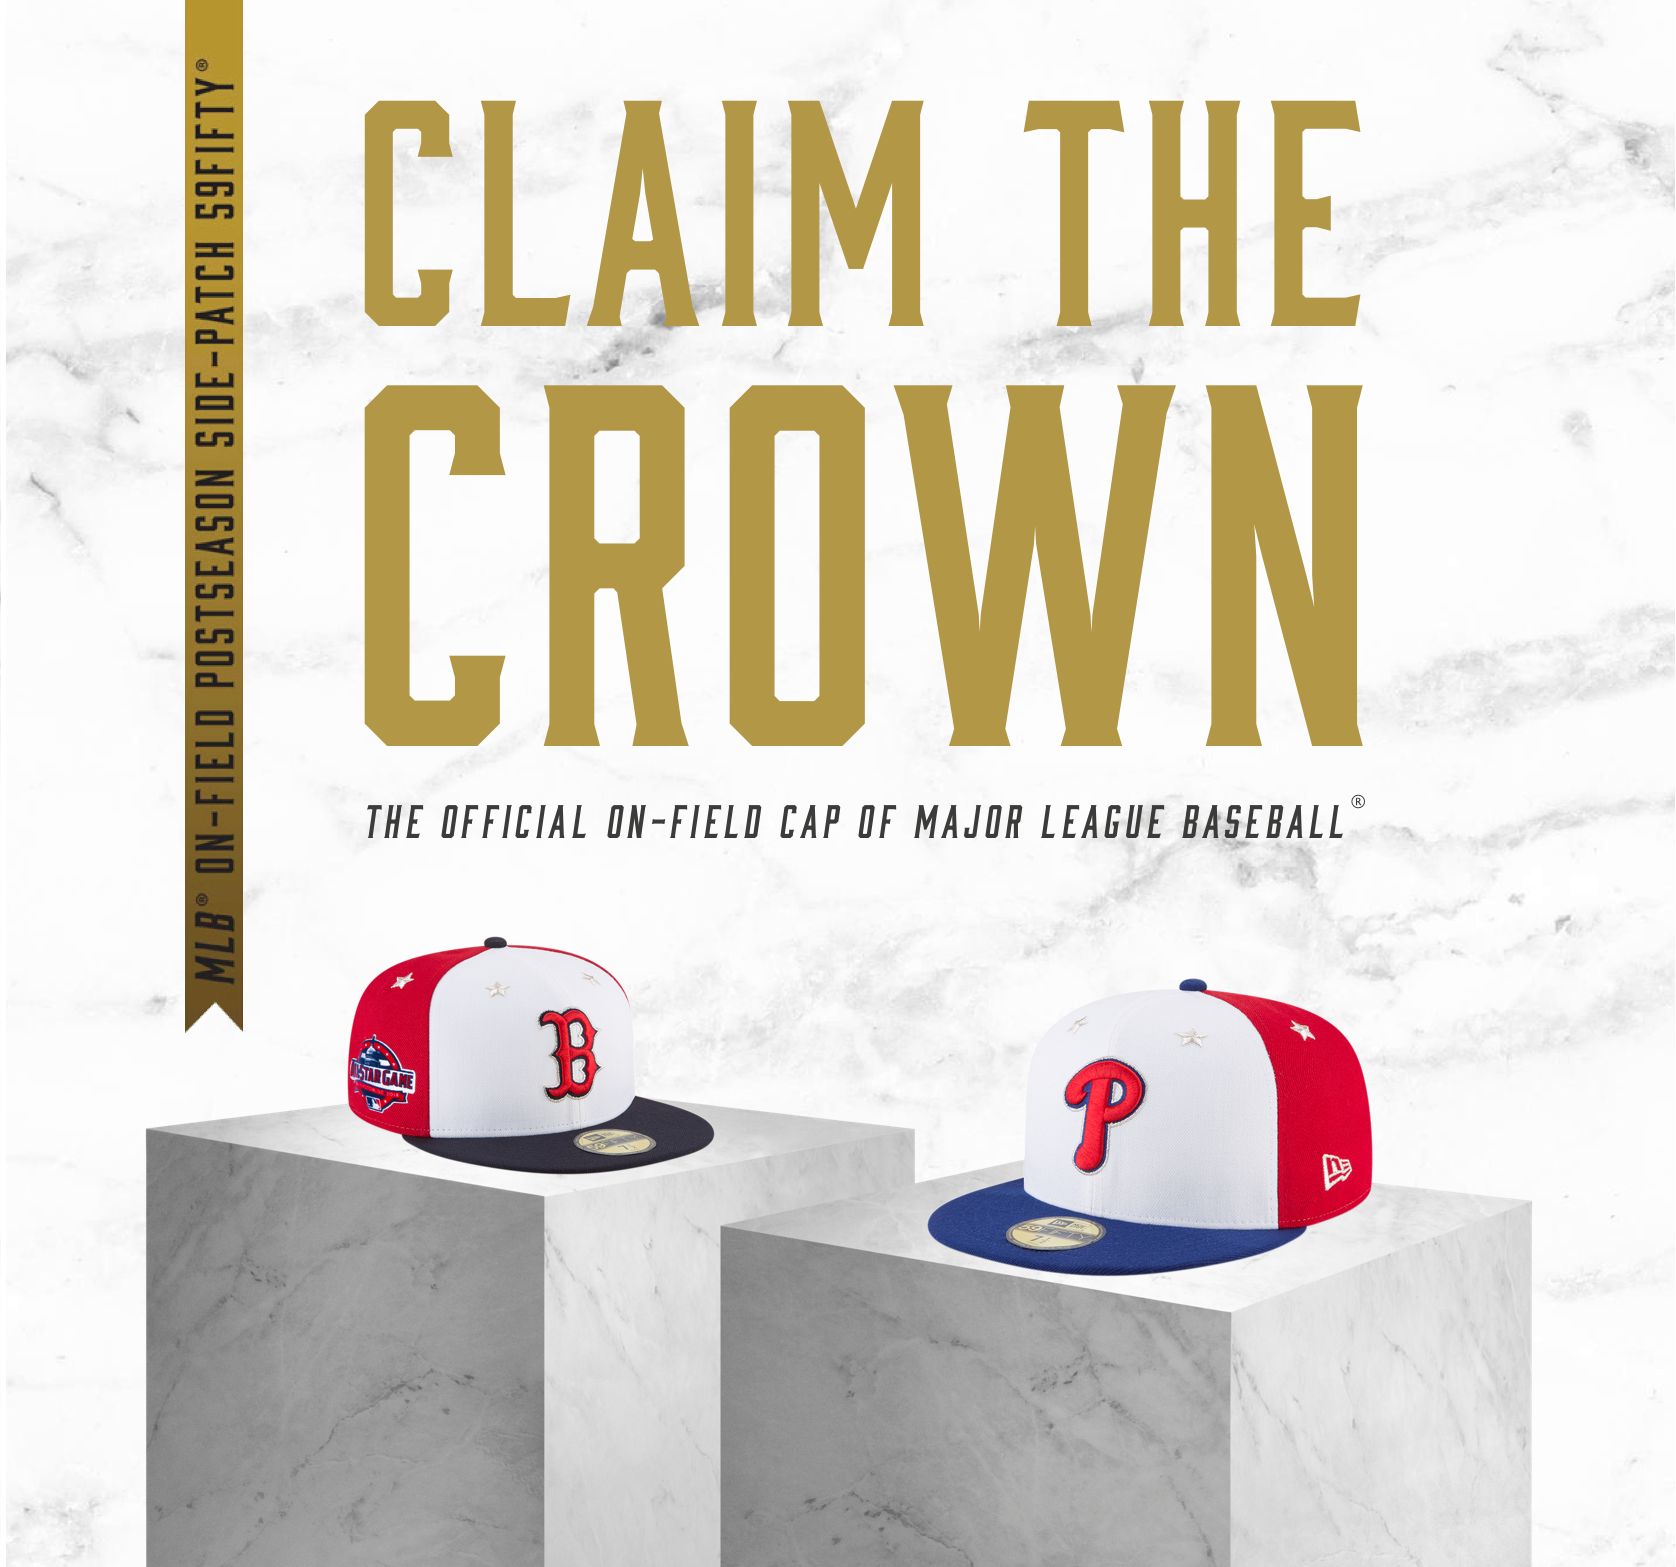 MLB® ON-FIELD POSTSEASON SIDE-PATCH 59FIFTY®
CLAIM THE
CROWN
THE OFFICIAL ON-FIELD CAP OF MAJOR LEAGUE BASEBALL®
B
ALL-STAR GAME
P